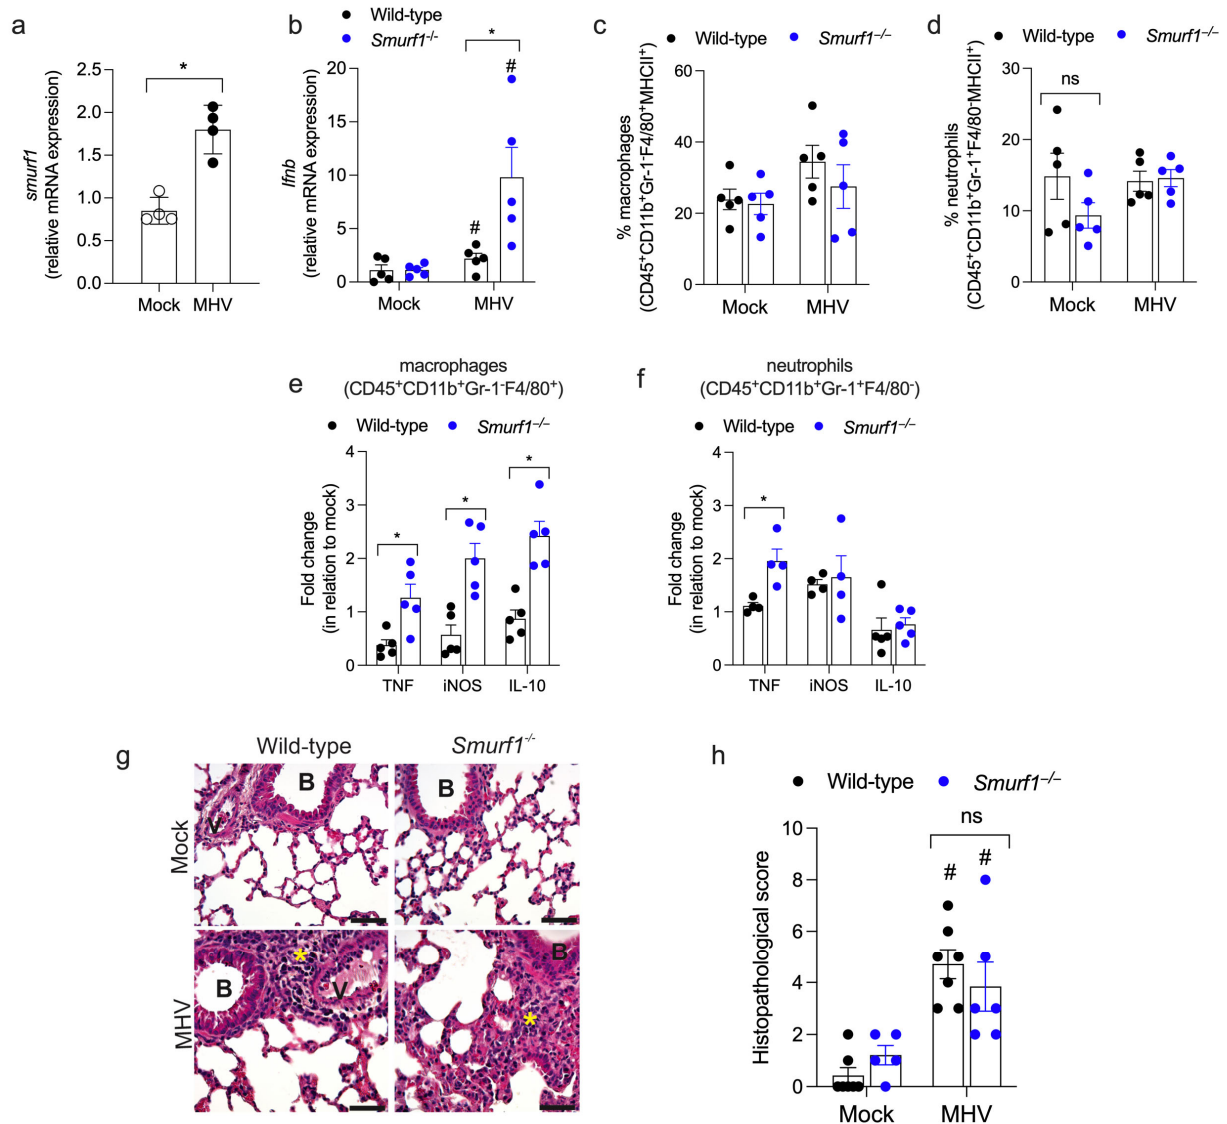 a
smurf1
(relative mRNA expression)
2.5
2.0
1.5
1.0
0.5
0.0
*
Mock MHV
b
Wild-type
Smurf1-/-
Ifnb
(relative mRNA expression)
20
15
10
5
0
*
#
#
Mock MHV
c
Wild-type Smurf1–/–
% macrophages
(CD45+CD11b+Gr-1-F4/80+MHCII+)
60
40
20
0
Mock MHV
d
Wild-type Smurf1–/–
% neutrophils
(CD45+CD11b+Gr-1+F4/80-MHCII+)
30
20
10
0
ns
Mock MHV
e
macrophages
(CD45+CD11b+Gr-1-F4/80+)
Wild-type Smurf1–/–
Fold change
(in relation to mock)
4
3
2
1
0
*
*
*
TNF iNOS IL-10
f
neutrophils
(CD45+CD11b+Gr-1+F4/80-)
Wild-type Smurf1–/–
Fold change
(in relation to mock)
4
3
2
1
0
*
TNF iNOS IL-10
g
Wild-type Smurf1-/-
Mock
B
V
B
MHV
*
B
V
B
*
h
Wild-type Smurf1–/–
Histopathological score
10
8
6
4
2
0
ns
#
#
Mock MHV